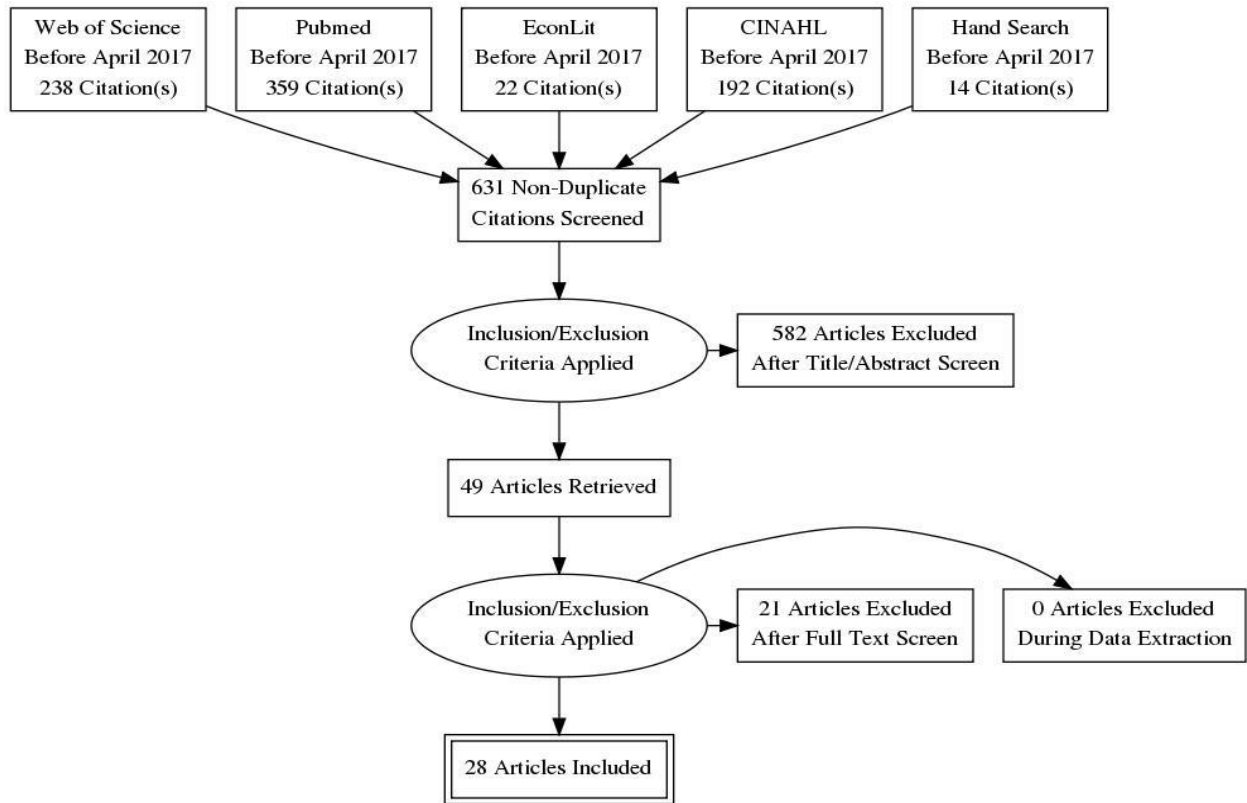 Web of Science
Before April 2017
238 Citation(s)
Pubmed
Before April 2017
359 Citation(s)
EconLit
Before April 2017
22 Citation(s)
CINAHL
Before April 2017
192 Citation(s)
Hand Search
Before April 2017
14 Citation(s)
631 Non-Duplicate
Citations Screened
Inclusion/Exclusion
Criteria Applied
582 Articles Excluded
After Title/Abstract Screen
49 Articles Retrieved
Inclusion/Exclusion
Criteria Applied
21 Articles Excluded
After Full Text Screen
0 Articles Excluded
During Data Extraction
28 Articles Included